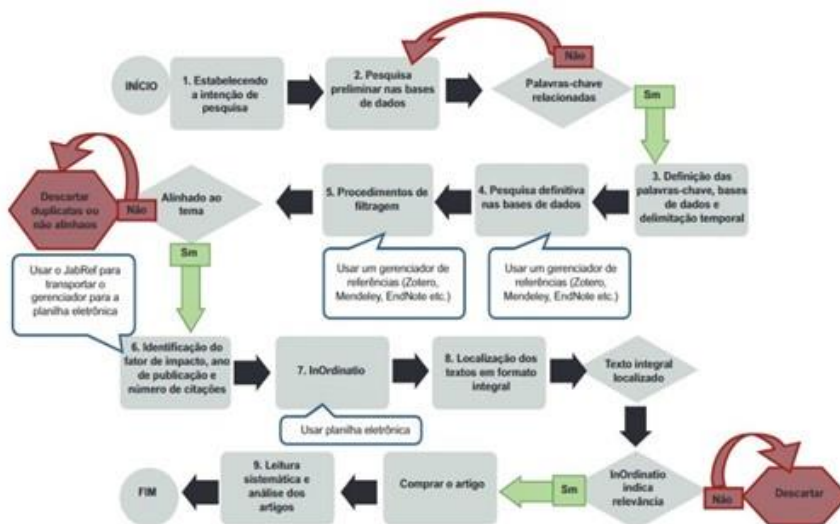 INÍCIO
1. Estabelecendo
a intenção de
pesquisa
2. Pesquisa
preliminar nas bases
de dados
Não
Palavras-chave
relacionadas
Sm
3. Definição das
palavras-chave, bases
de dados e
delimitação temporal
4. Pesquisa definitiva
nas bases de dados
5. Procedimentos de
filtragem
Alinhado ao
tema
Não
Descartar
duplicatas ou
não alinhaos
Sm
Usar um gerenciador de
referências (Zotero,
Mendeley, EndNote etc.)
Usar um gerenciador de
referências (Zotero,
Mendeley, EndNote etc.)
Usar o JabRef para
transportar o
gerenciador para a
planilha eletrônica
6. Identificação do
fator de impacto, ano
de publicação e
número de citações
7. InOrdinatio
Usar planilha eletrônica
8. Localização dos
textos em formato
integral
Texto integral
localizado
InOrdinatio
indica
relevância
Não
Descartar
Sm
Comprar o artigo
9. Leitura
sistemática e
análise dos
artigos
FIM